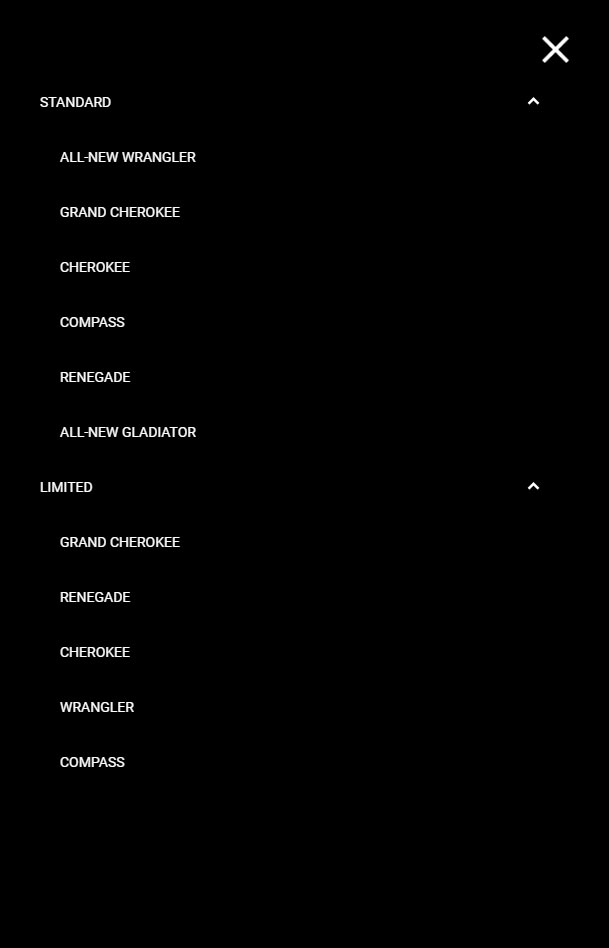 STANDARD
ALL-NEW WRANGLER
GRAND CHEROKEE
CHEROKEE
COMPASS
RENEGADE
ALL-NEW GLADIATOR
LIMITED
GRAND CHEROKEE
RENEGADE
CHEROKEE
WRANGLER
COMPASS